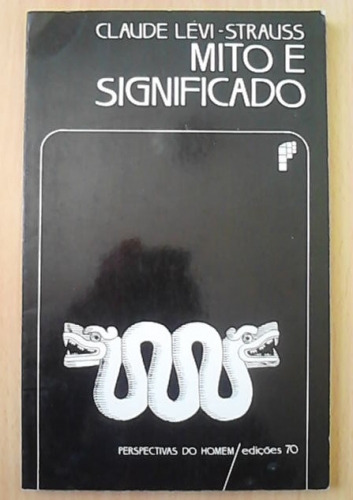 CLAUDE LÉVI-STRAUSS
MITO E
SIGNIFICADO
PERSPECTIVAS DO HOMEM/edições 70